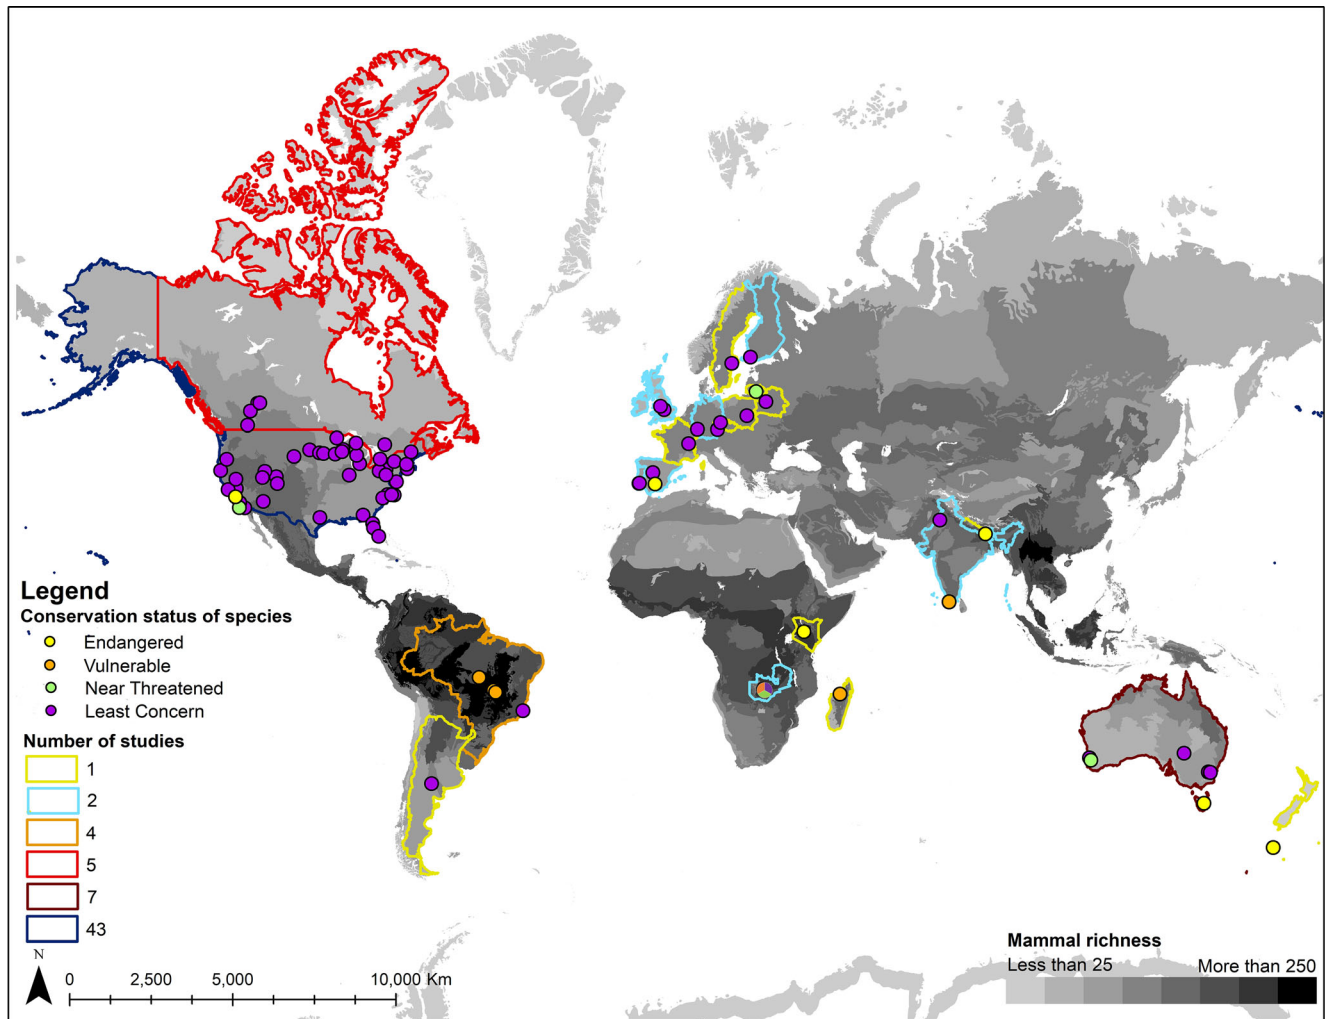 Legend
Conservation status of species
Endangered
Vulnerable
Near Threatened
Least Concern
Number of studies
1
2
4
5
7
43
N
0 2,500 5,000 10,000 Km
Mammal richness
Less than 25 More than 250